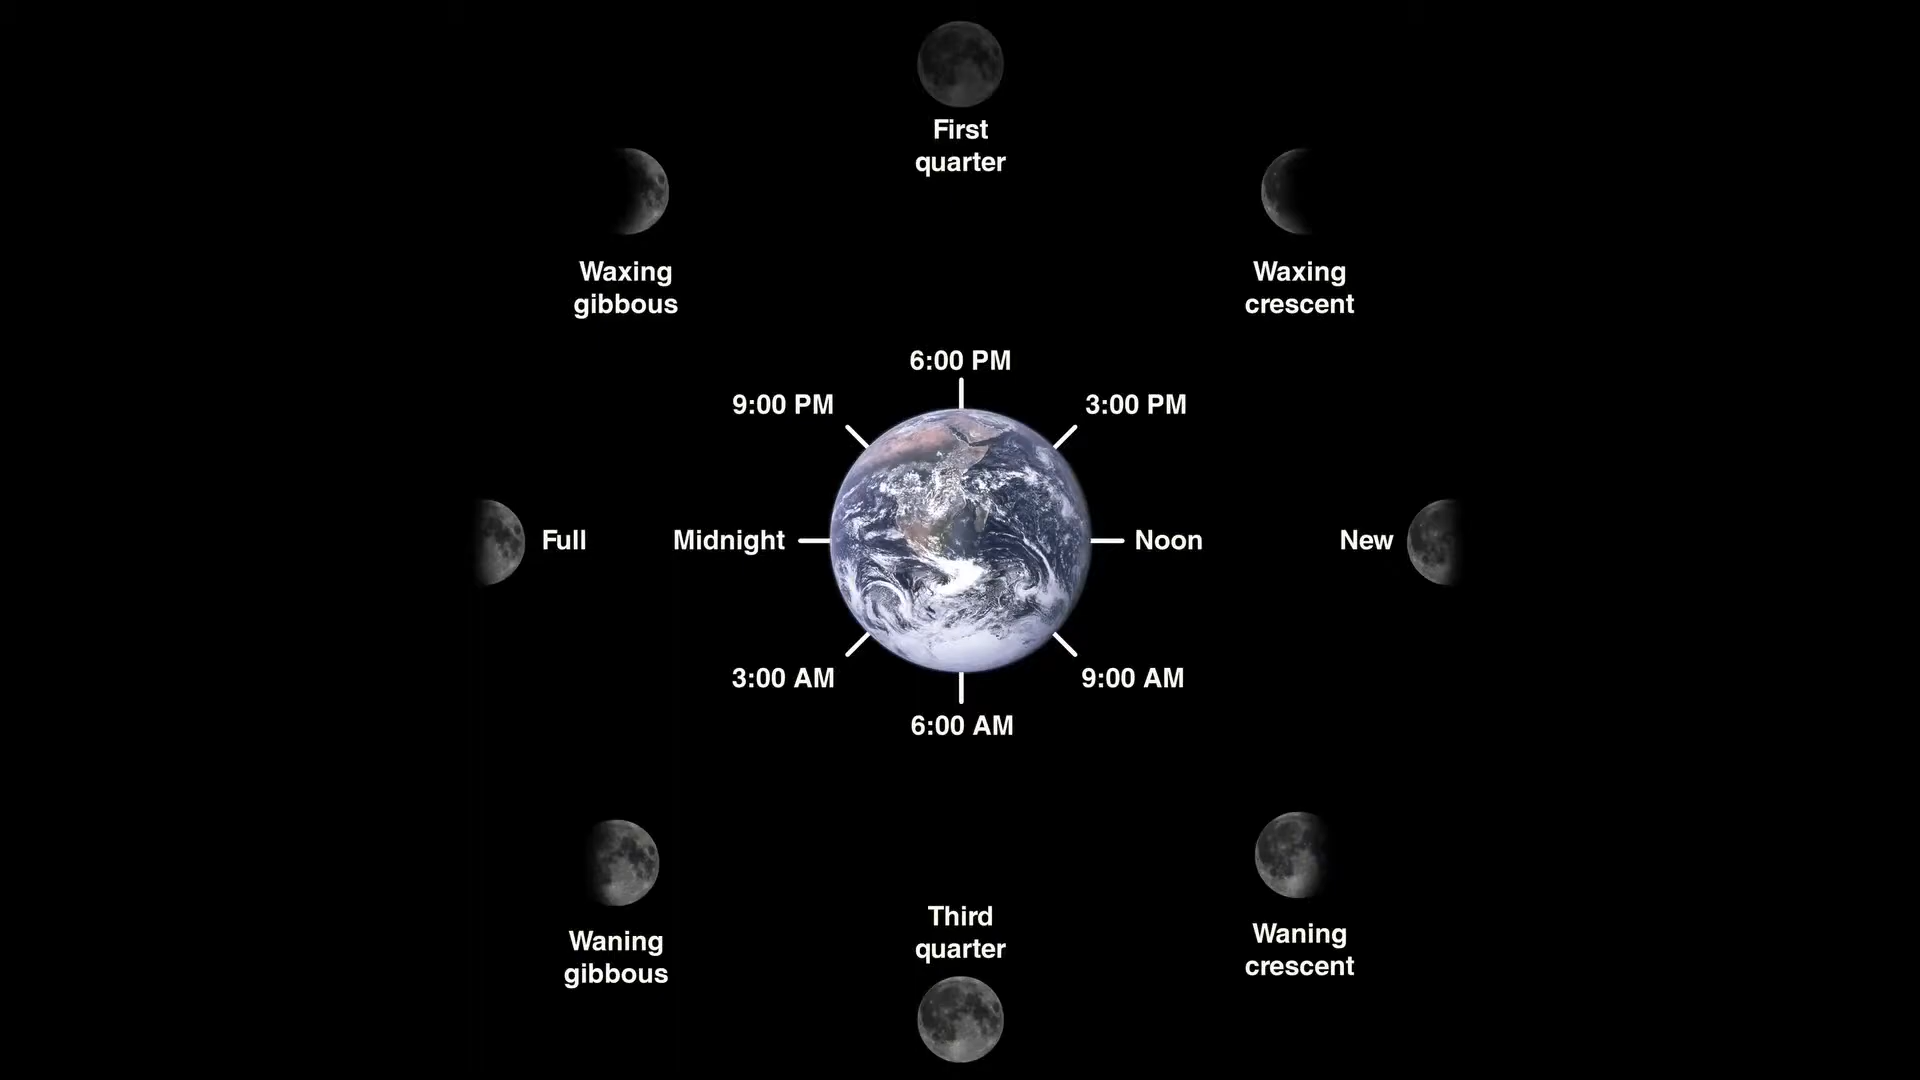 First
quarter
Waxing
gibbous
Waxing
crescent
6:00 PM
9:00 PM
3:00 PM
Full
Midnight
Noon
New
3:00 AM
9:00 AM
6:00 AM
Third
quarter
Waning
gibbous
Waning
crescent